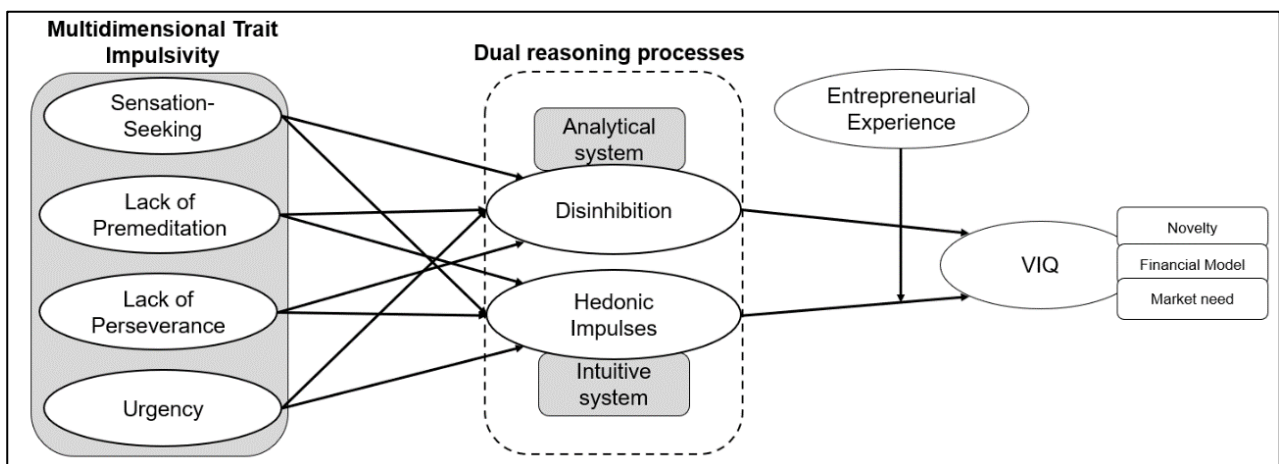 Multidimensional Trait
Impulsivity
Sensation-
Seeking
Lack of
Premeditation
Lack of
Perseverance
Urgency
Dual reasoning processes
Analytical
system
Disinhibition
Hedonic
Impulses
Intuitive
system
Entrepreneurial
Experience
VIQ
Novelty
Financial Model
Market need